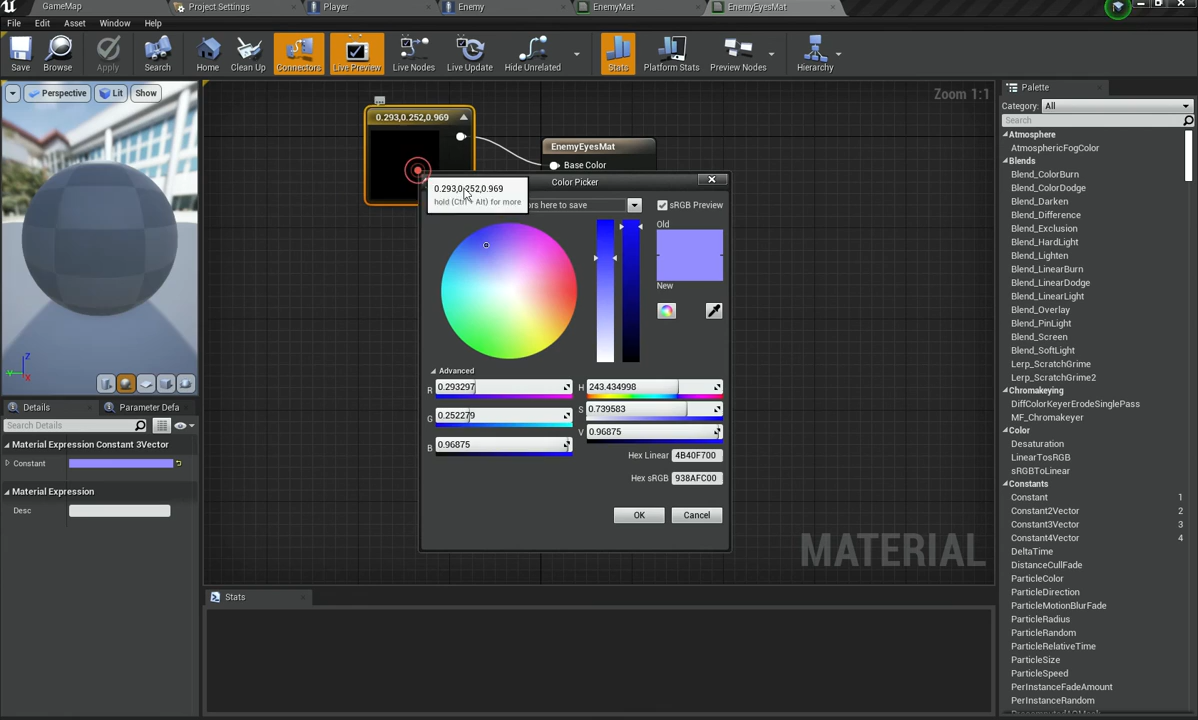 GameMap
Project Settings
Player
Enemy
EnemyMat
EnemyEyesMat
File Edit Asset Window Help
Save
Browse
Apply
Search
Home
Clean Up
Connectors
Live Preview
Live Nodes
Live Update
Hide Unrelated
Stats
Platform Stats
Preview Nodes
Hierarchy
Perspective
Lit
Show
Zoom 1:1
0.293,0.252,0.969
EnemyEyesMat
Base Color
0.293,0.252,0.969
hold (Ctrl + Alt) for more
Color Picker
ors here to save
sRGB Preview
Old
New
Advanced
R 0.293297
G 0.252279
B 0.96875
H 243.434998
S 0.739583
V 0.96875
Hex Linear 4B40F700
Hex sRGB 938AFC00
OK
Cancel
MATERIAL
Z
Y
X
Details
Parameter Defa
Search Details
Material Expression Constant 3Vector
Constant
Material Expression
Desc
Stats
Palette
Category: All
Search
Atmosphere
AtmosphericFogColor
Blends
Blend_ColorBurn
Blend_ColorDodge
Blend_Darken
Blend_Difference
Blend_Exclusion
Blend_HardLight
Blend_Lighten
Blend_LinearBurn
Blend_LinearDodge
Blend_LinearLight
Blend_Overlay
Blend_PinLight
Blend_Screen
Blend_SoftLight
Lerp_ScratchGrime
Lerp_ScratchGrime2
Chromakeying
DiffColorKeyerErodeSinglePass
MF_Chromakeyer
Color
Desaturation
LinearTosRGB
sRGBToLinear
Constants
Constant 1
Constant2Vector 2
Constant3Vector 3
Constant4Vector 4
DeltaTime
DistanceCullFade
ParticleColor
ParticleDirection
ParticleMotionBlurFade
ParticleRadius
ParticleRandom
ParticleRelativeTime
ParticleSize
ParticleSpeed
PerInstanceFadeAmount
PerInstanceRandom